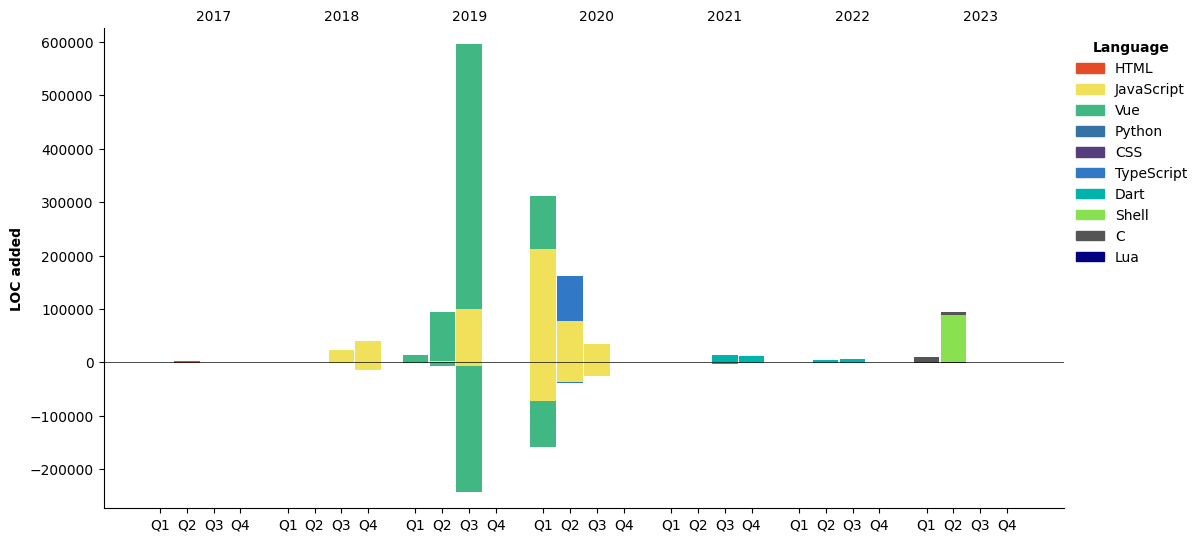 2017 2018 2019 2020 2021 2022 2023
LOC added
600000
500000
400000
300000
200000
100000
0
−100000
−200000
Q1 Q2 Q3 Q4 Q1 Q2 Q3 Q4 Q1 Q2 Q3 Q4 Q1 Q2 Q3 Q4 Q1 Q2 Q3 Q4 Q1 Q2 Q3 Q4 Q1 Q2 Q3 Q4
Language
HTML
JavaScript
Vue
Python
CSS
TypeScript
Dart
Shell
C
Lua